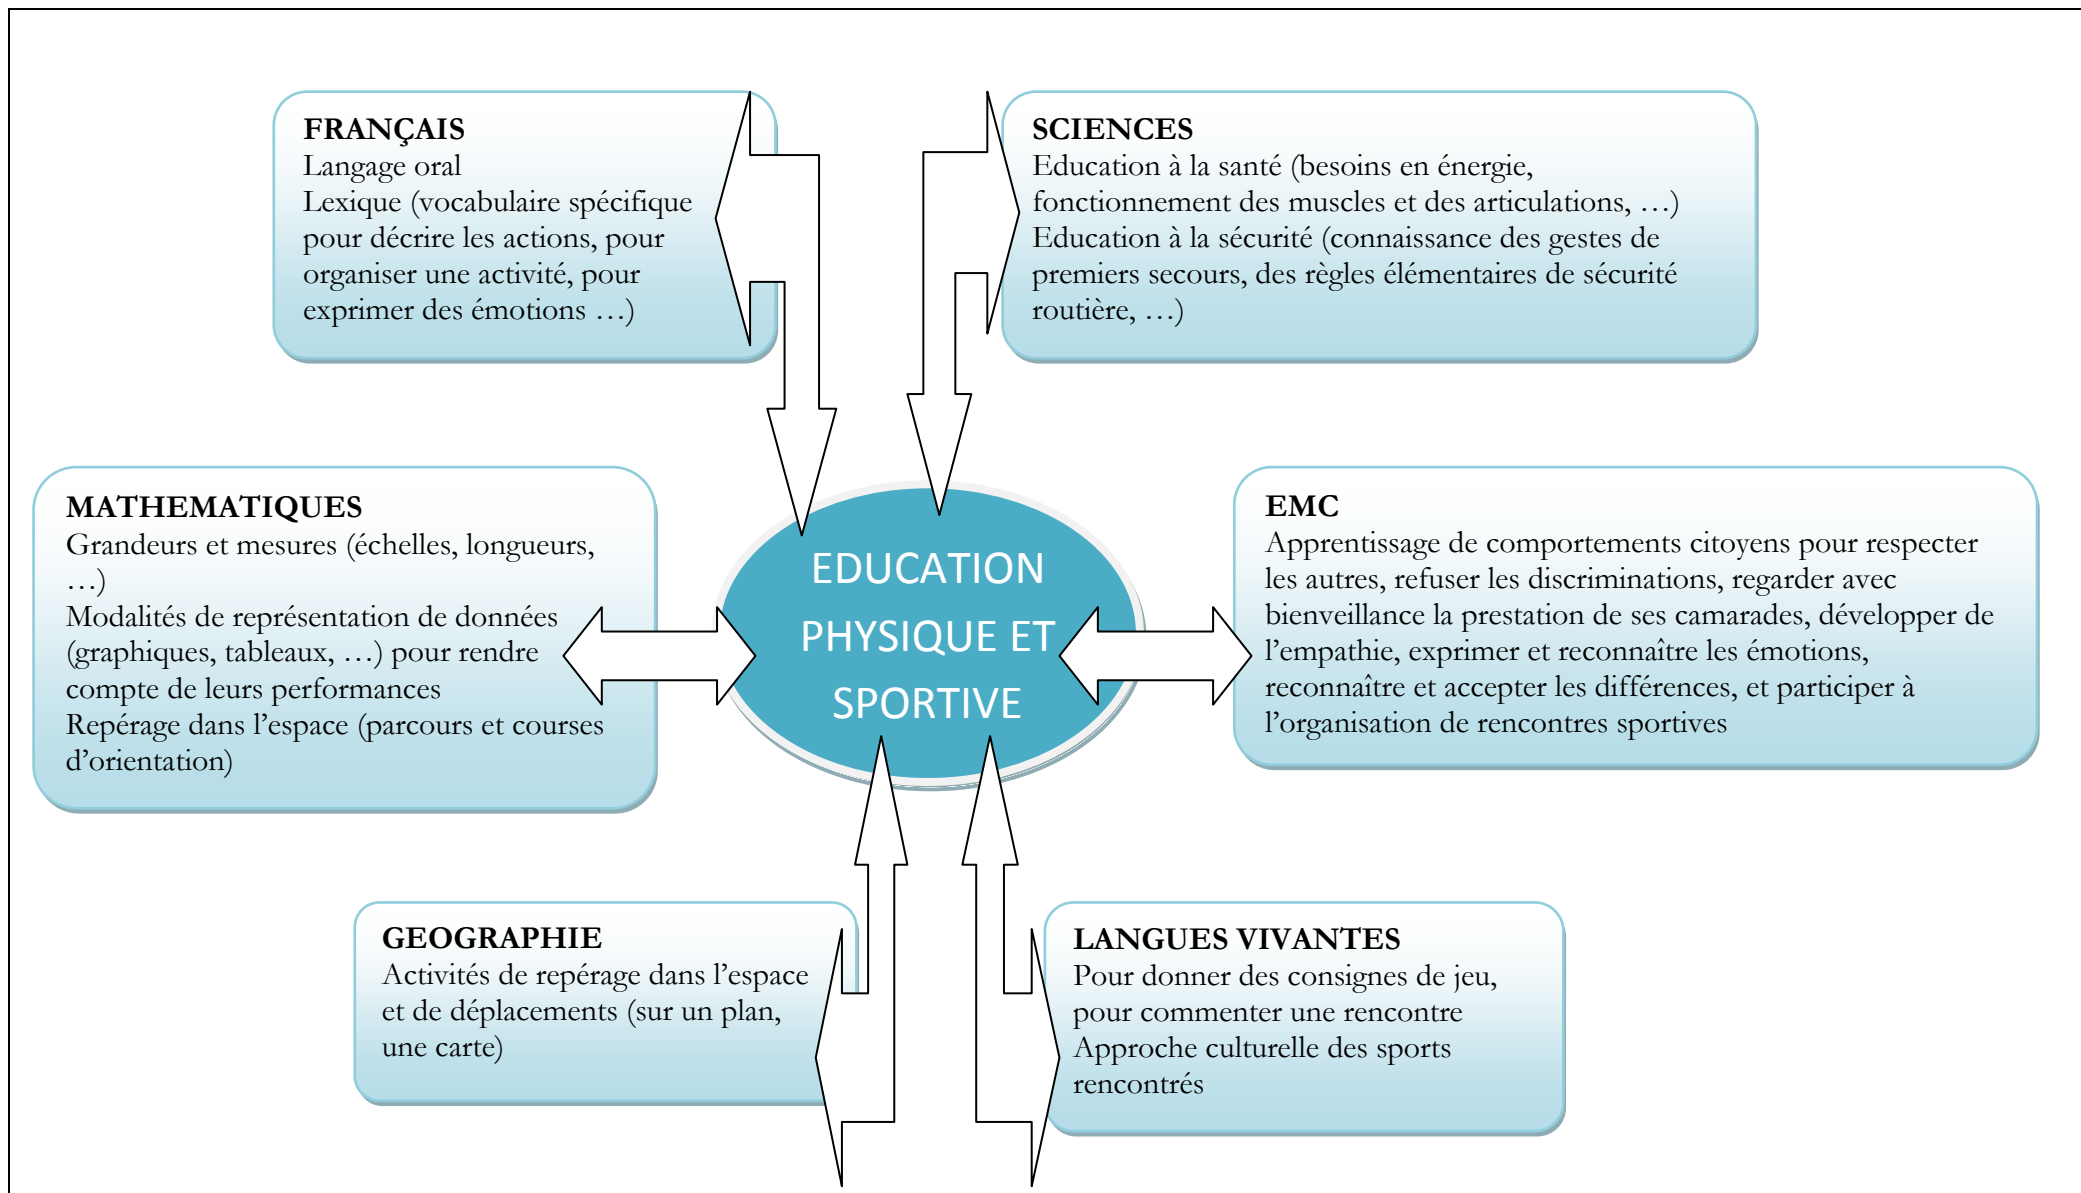 FRANÇAIS
Langage oral
Lexique (vocabulaire spécifique
pour décrire les actions, pour
organiser une activité, pour
exprimer des émotions …)
SCIENCES
Education à la santé (besoins en énergie,
fonctionnement des muscles et des articulations, …)
Education à la sécurité (connaissance des gestes de
premiers secours, des règles élémentaires de sécurité
routière, …)
MATHEMATIQUES
Grandeurs et mesures (échelles, longueurs,
…)
Modalités de représentation de données
(graphiques, tableaux, …) pour rendre
compte de leurs performances
Repérage dans l’espace (parcours et courses
d’orientation)
EDUCATION
PHYSIQUE ET
SPORTIVE
EMC
Apprentissage de comportements citoyens pour respecter
les autres, refuser les discriminations, regarder avec
bienveillance la prestation de ses camarades, développer de
l’empathie, exprimer et reconnaître les émotions,
reconnaître et accepter les différences, et participer à
l’organisation de rencontres sportives
GEOGRAPHIE
Activités de repérage dans l’espace
et de déplacements (sur un plan,
une carte)
LANGUES VIVANTES
Pour donner des consignes de jeu,
pour commenter une rencontre
Approche culturelle des sports
rencontrés